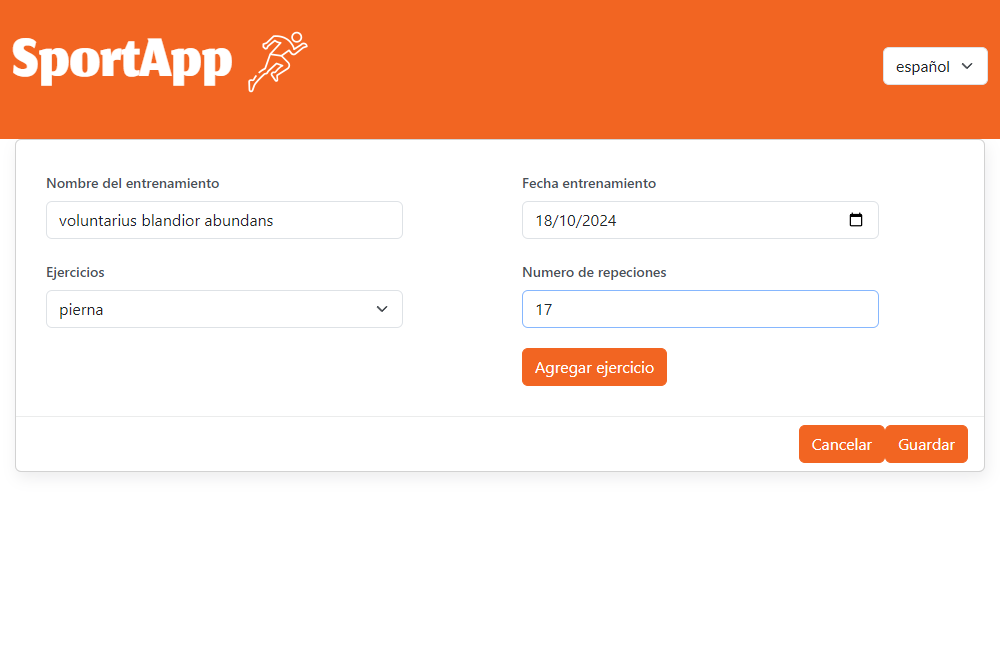 SportApp
español
Nombre del entrenamiento
voluntarius blandior abundans
Fecha entrenamiento
18/10/2024
Ejercicios
pierna
Numero de repeciones
17
Agregar ejercicio
Cancelar
Guardar